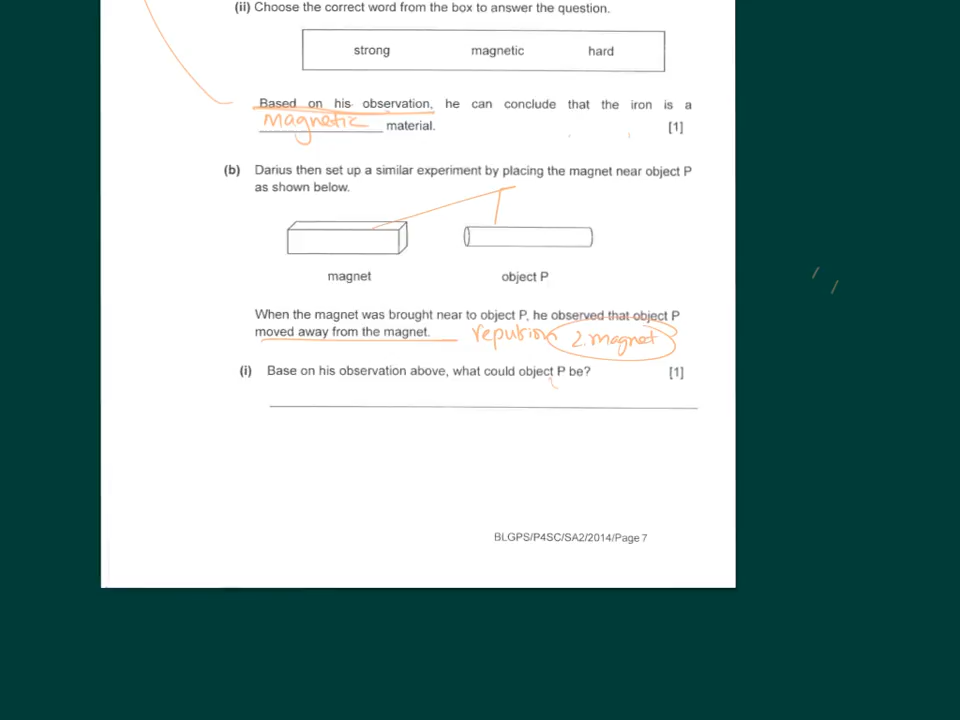 (ii) Choose the correct word from the box to answer the question.
strong magnetic hard
Based on his observation, he can conclude that the iron is a
Magnetic material. [1]
(b) Darius then set up a similar experiment by placing the magnet near object P
as shown below.
magnet object P
When the magnet was brought near to object P, he observed that object P
moved away from the magnet. repulsion 2. magnet
(i) Base on his observation above, what could object P be? [1]
BLGPS/P4SC/SA2/2014/Page 7